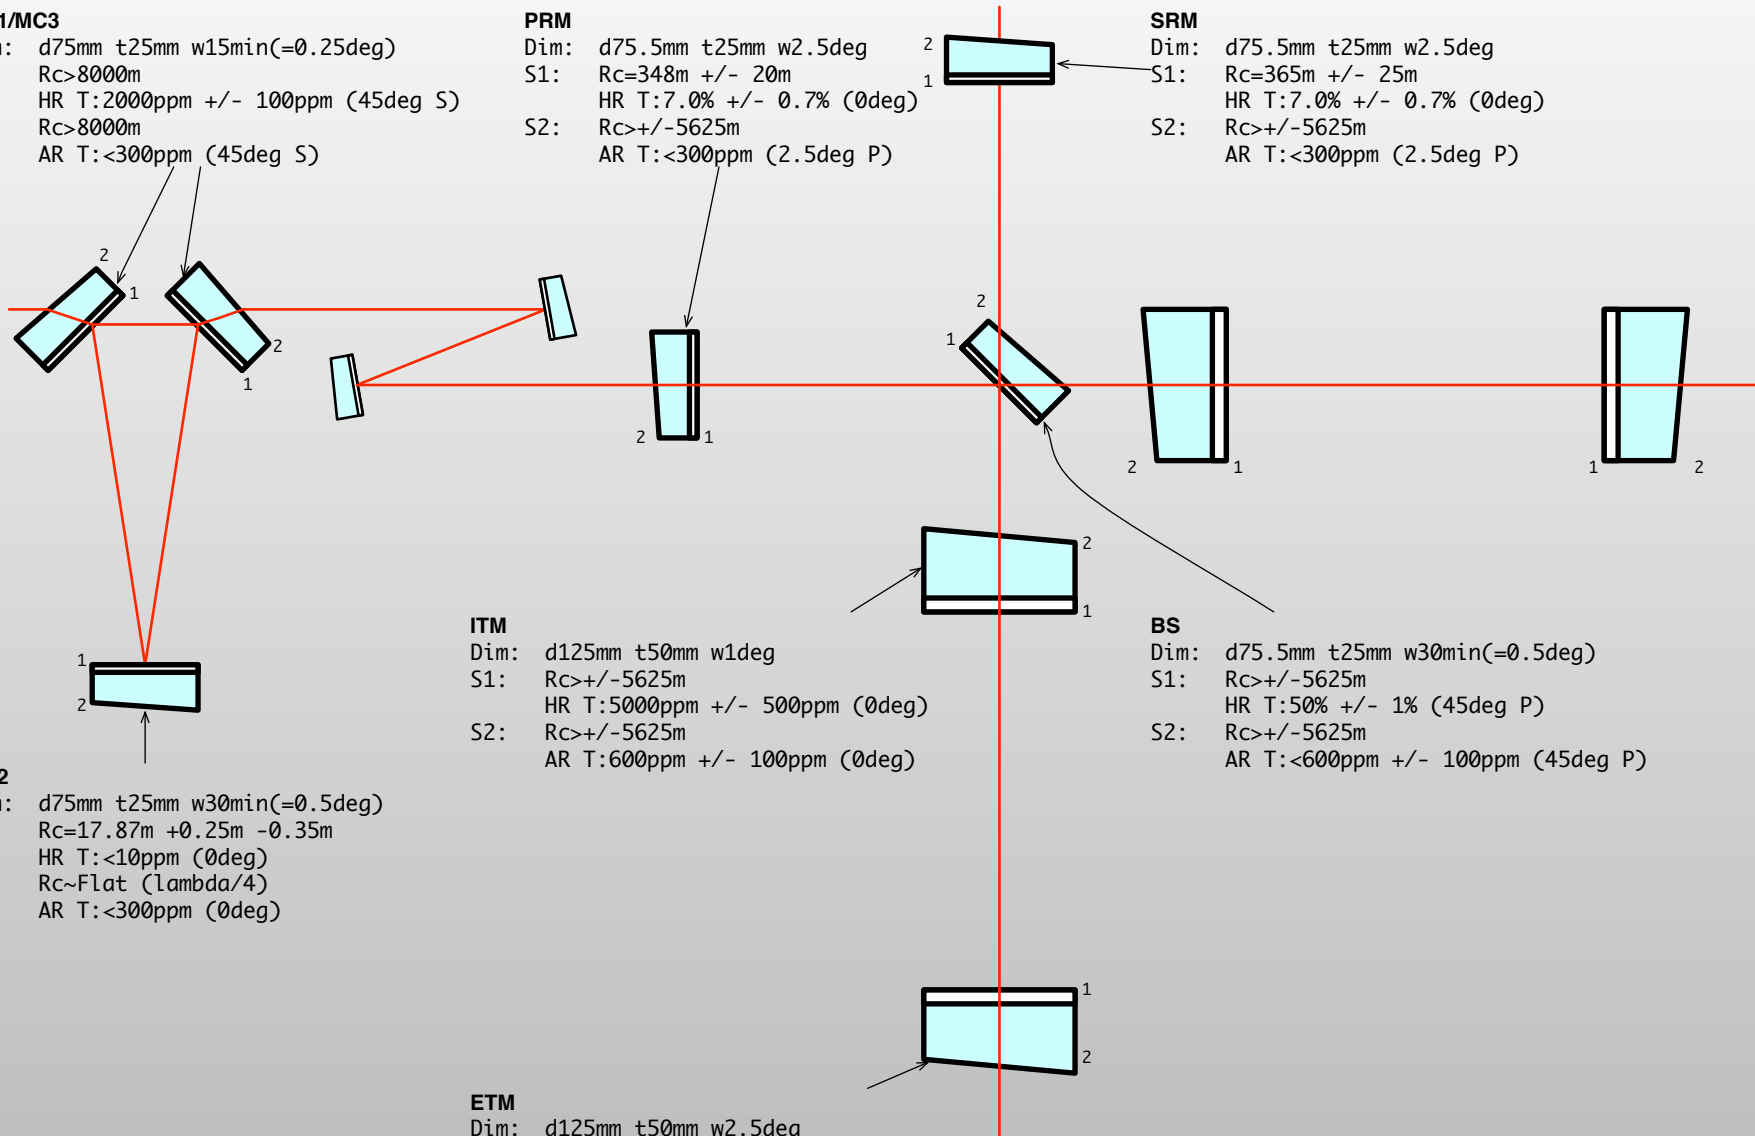 1/MC3
: d75mm t25mm w15min(=0.25deg)
Rc>8000m
HR T:2000ppm +/- 100ppm (45deg S)
Rc>8000m
AR T:<300ppm (45deg S)
PRM
Dim: d75.5mm t25mm w2.5deg
S1: Rc=348m +/- 20m
HR T:7.0% +/- 0.7% (0deg)
S2: Rc>+/-5625m
AR T:<300ppm (2.5deg P)
2
1
SRM
Dim: d75.5mm t25mm w2.5deg
S1: Rc=365m +/- 25m
HR T:7.0% +/- 0.7% (0deg)
S2: Rc>+/-5625m
AR T:<300ppm (2.5deg P)
2
1
2
1
2
1
2
1
2
1
1
2
2
1
ITM
Dim: d125mm t50mm w1deg
S1: Rc>+/-5625m
HR T:5000ppm +/- 500ppm (0deg)
S2: Rc>+/-5625m
AR T:600ppm +/- 100ppm (0deg)
BS
Dim: d75.5mm t25mm w30min(=0.5deg)
S1: Rc>+/-5625m
HR T:50% +/- 1% (45deg P)
S2: Rc>+/-5625m
AR T:<600ppm +/- 100ppm (45deg P)
1
2
2
: d75mm t25mm w30min(=0.5deg)
Rc=17.87m +0.25m -0.35m
HR T:<10ppm (0deg)
Rc~Flat (lambda/4)
AR T:<300ppm (0deg)
1
2
ETM
Dim: d125mm t50mm w2.5deg